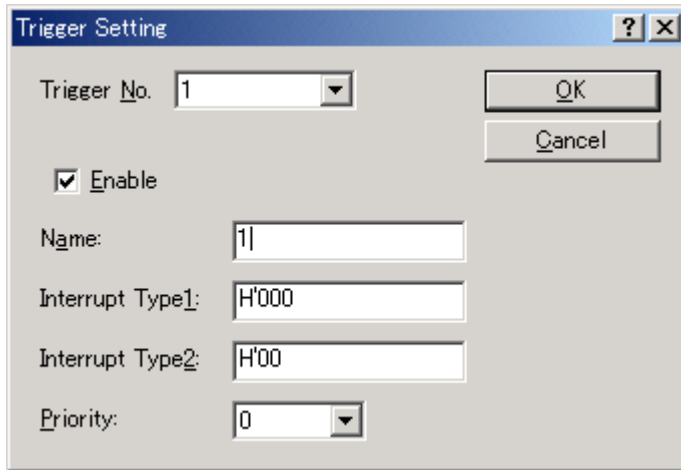 Trigger Setting
Trigger No. 1
OK
Cancel
Enable
Name: 1
Interrupt Type1: H'000
Interrupt Type2: H'00
Priority: 0